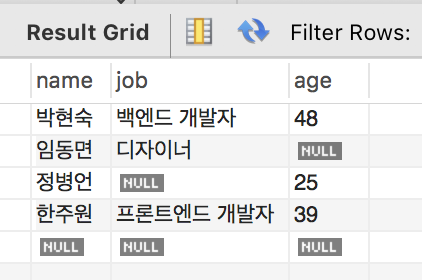 Result Grid Filter Rows:
name job age
박현숙 백엔드 개발자 48
임동면 디자이너 NULL
정병언 NULL 25
한주원 프론트엔드 개발자 39
NULL NULL NULL